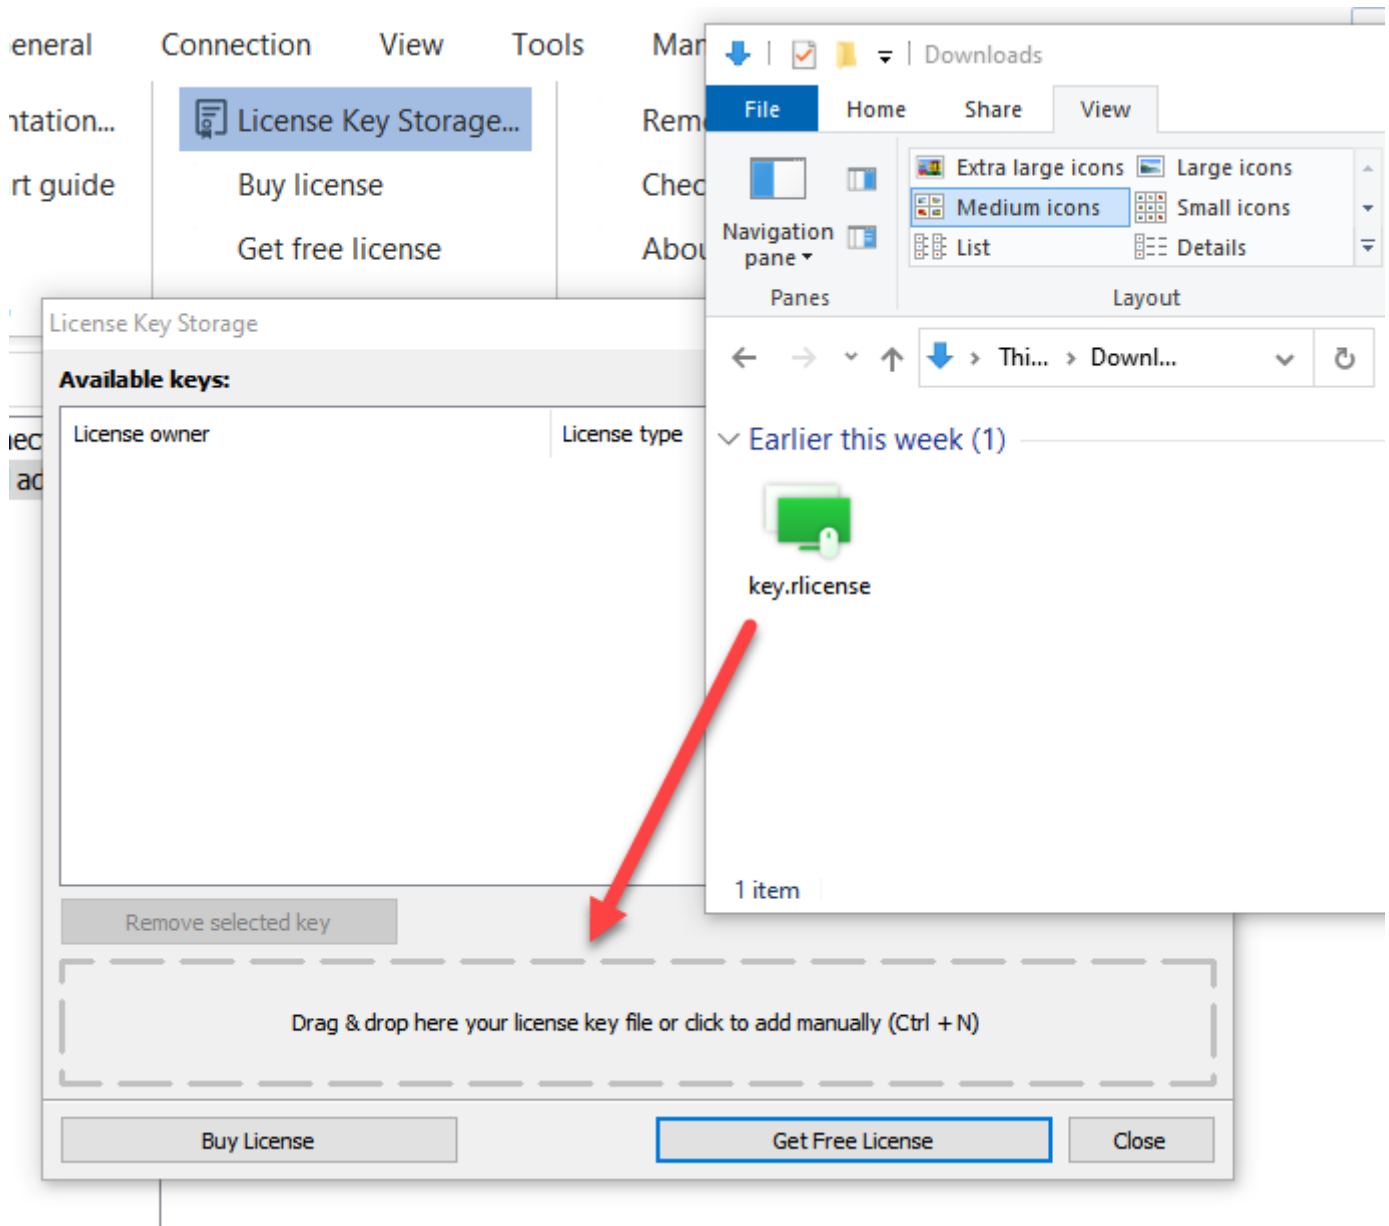 Connection View Tools
License Key Storage...
Buy license
guide
Get free license
Downloads
File Home Share View
Extra large icons Large icons
Medium icons Small icons
List Details
Navigation
pane
Panes Layout
Thi... Downl...
Earlier this week (1)
key.rlicense
1 item
License Key Storage
Available keys:
License owner License type
Remove selected key
Drag & drop here your license key file or click to add manually (Ctrl + N)
Buy License Get Free License Close